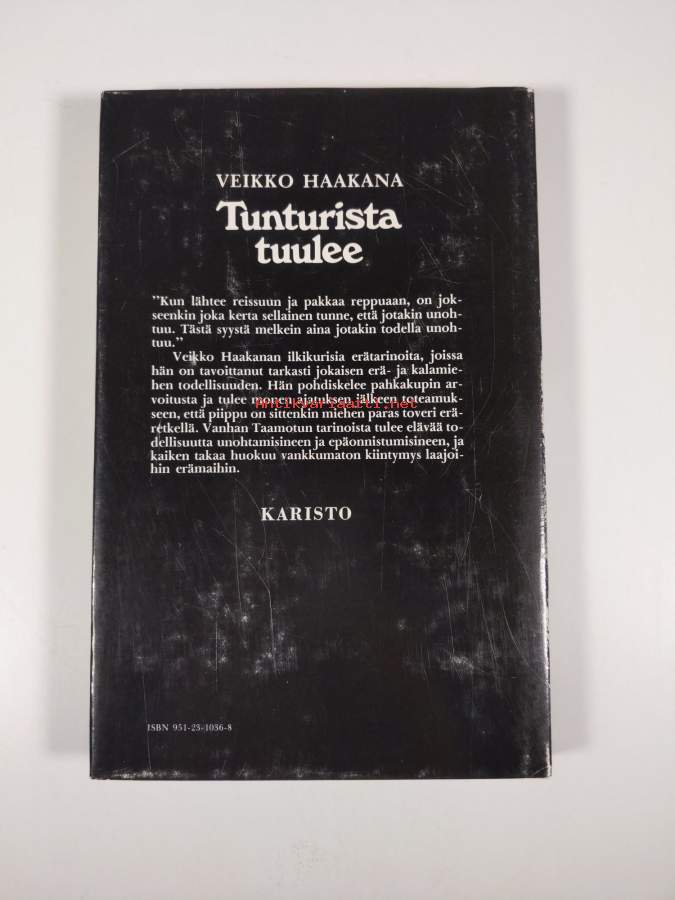 VEIKKO HAAKANA
Tunturista
tuulee
”Kun lähtee reissuun ja pakkaa reppuaan, on jok-
seenkin joka kerta sellainen tunne, että jotakin unoh-
tuu. Tästä syystä melkein aina jotakin todella unoh-
tuu.”
Veikko Haakanan ilkikurisia erätarinoita, joissa
hän on tavoittanut tarkasti jokaisen erä- ja kalamie-
hen todellisuuden. Hän pohdiskelee pahkakupin ar-
voitusta ja tulee monen ajatuksen jälkeen toteamuk-
Antikvariaatti.net
seen, että piippu on sittenkin miehen paras toveri erä-
retkellä. Vanhan Taamotun tarinoista tulee elävää to-
dellisuutta unohtamisineen ja epäonnistumisineen, ja
kaiken takaa huokuu vankkumaton kiintymys laajoi-
hin erämaihin.
KARISTO
ISBN 951-23-1036-8